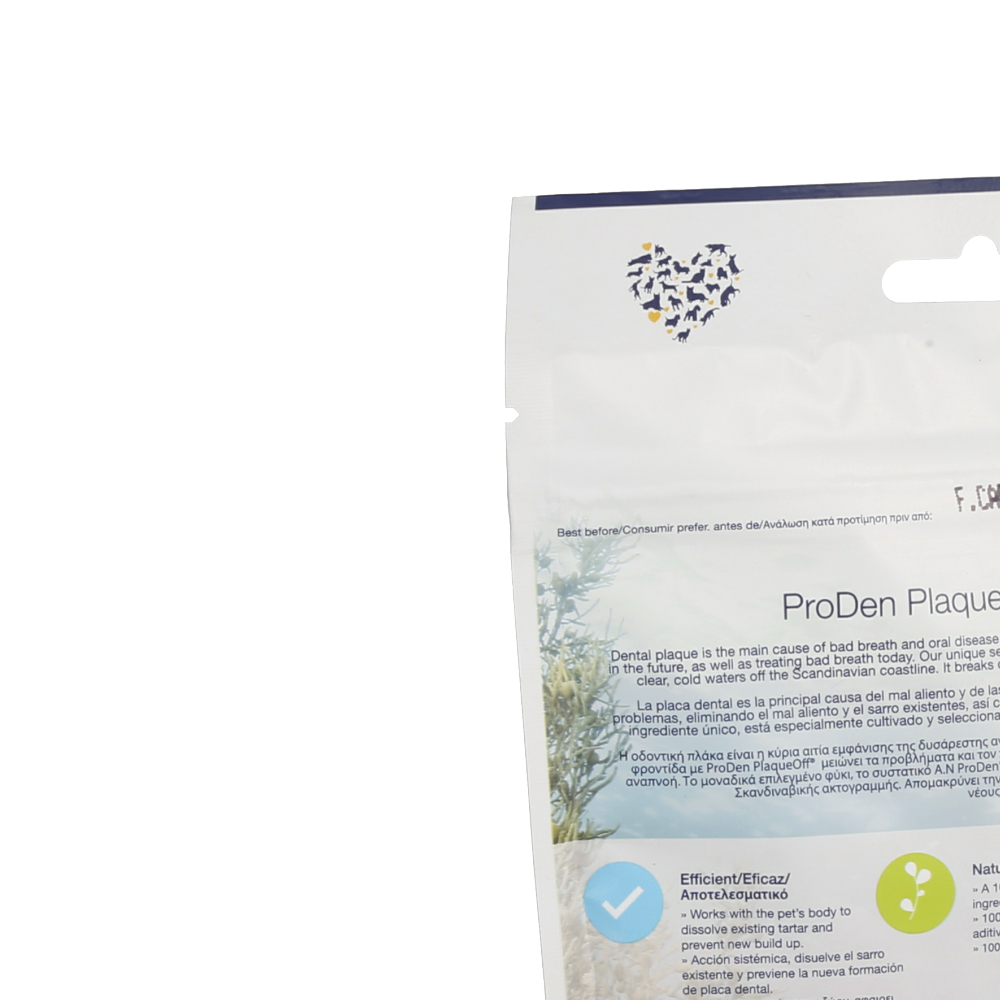 F.CA
Best before/Consumir prefer. antes de/Ανάλωση κατά προτίμηση πριν από:
ProDen Plaque
Dental plaque is the main cause of bad breath and oral disease
in the future, as well as treating bad breath today. Our unique se
clear, cold waters off the Scandinavian coastline. It breaks
La placa dental es la principal causa del mal aliento y de las
problemas, eliminando el mal aliento y el sarro existentes, así c
ingrediente único, está especialmente cultivado y selecciona
Η οδοντική πλάκα είναι η κύρια αιτία εμφάνισης της δυσάρεστης α
φροντίδα με ProDen PlaqueOff® μειώνει τα προβλήματα και τον
αναπνοή. Το μοναδικά επιλεγμένο φύκι, το συστατικό A.N ProDen
Σκανδιναβικής ακτογραμμής. Απομακρύνει την
νέους
Efficient/Eficaz/
Αποτελεσματικό
» Works with the pet's body to
dissolve existing tartar and
prevent new build up.
» Acción sistémica, disuelve el sarro
existente y previene la nueva formación
de placa dental.
Natu
» A 10
ingre
» 100
aditiv
» 100